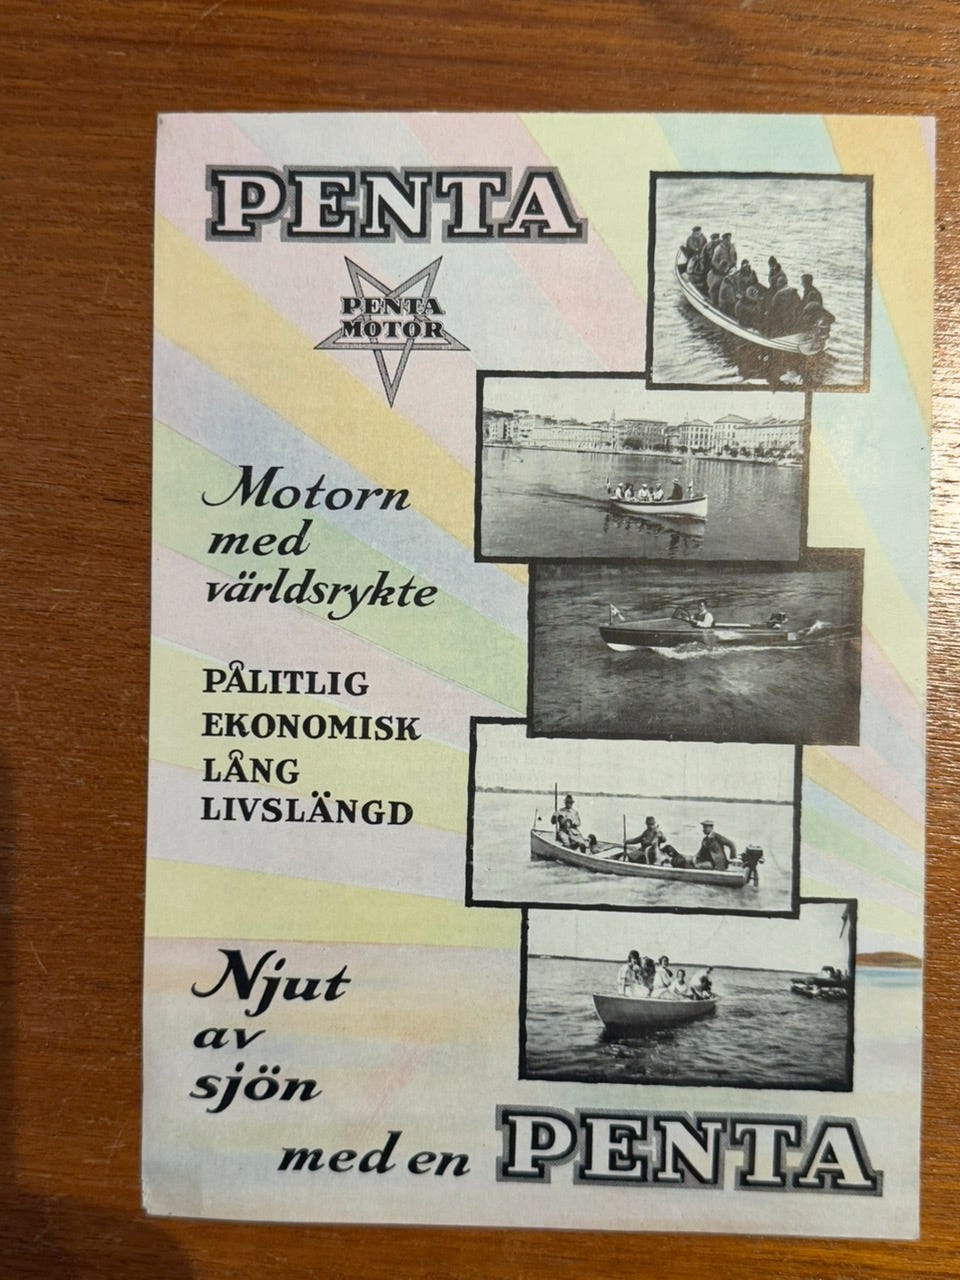 PENTA
PENTA
MOTOR
Motorn
med
världsrykte
PÅLITLIG
EKONOMISK
LÅNG
LIVSLÄNGD
Njut
av
sjön
med en PENTA